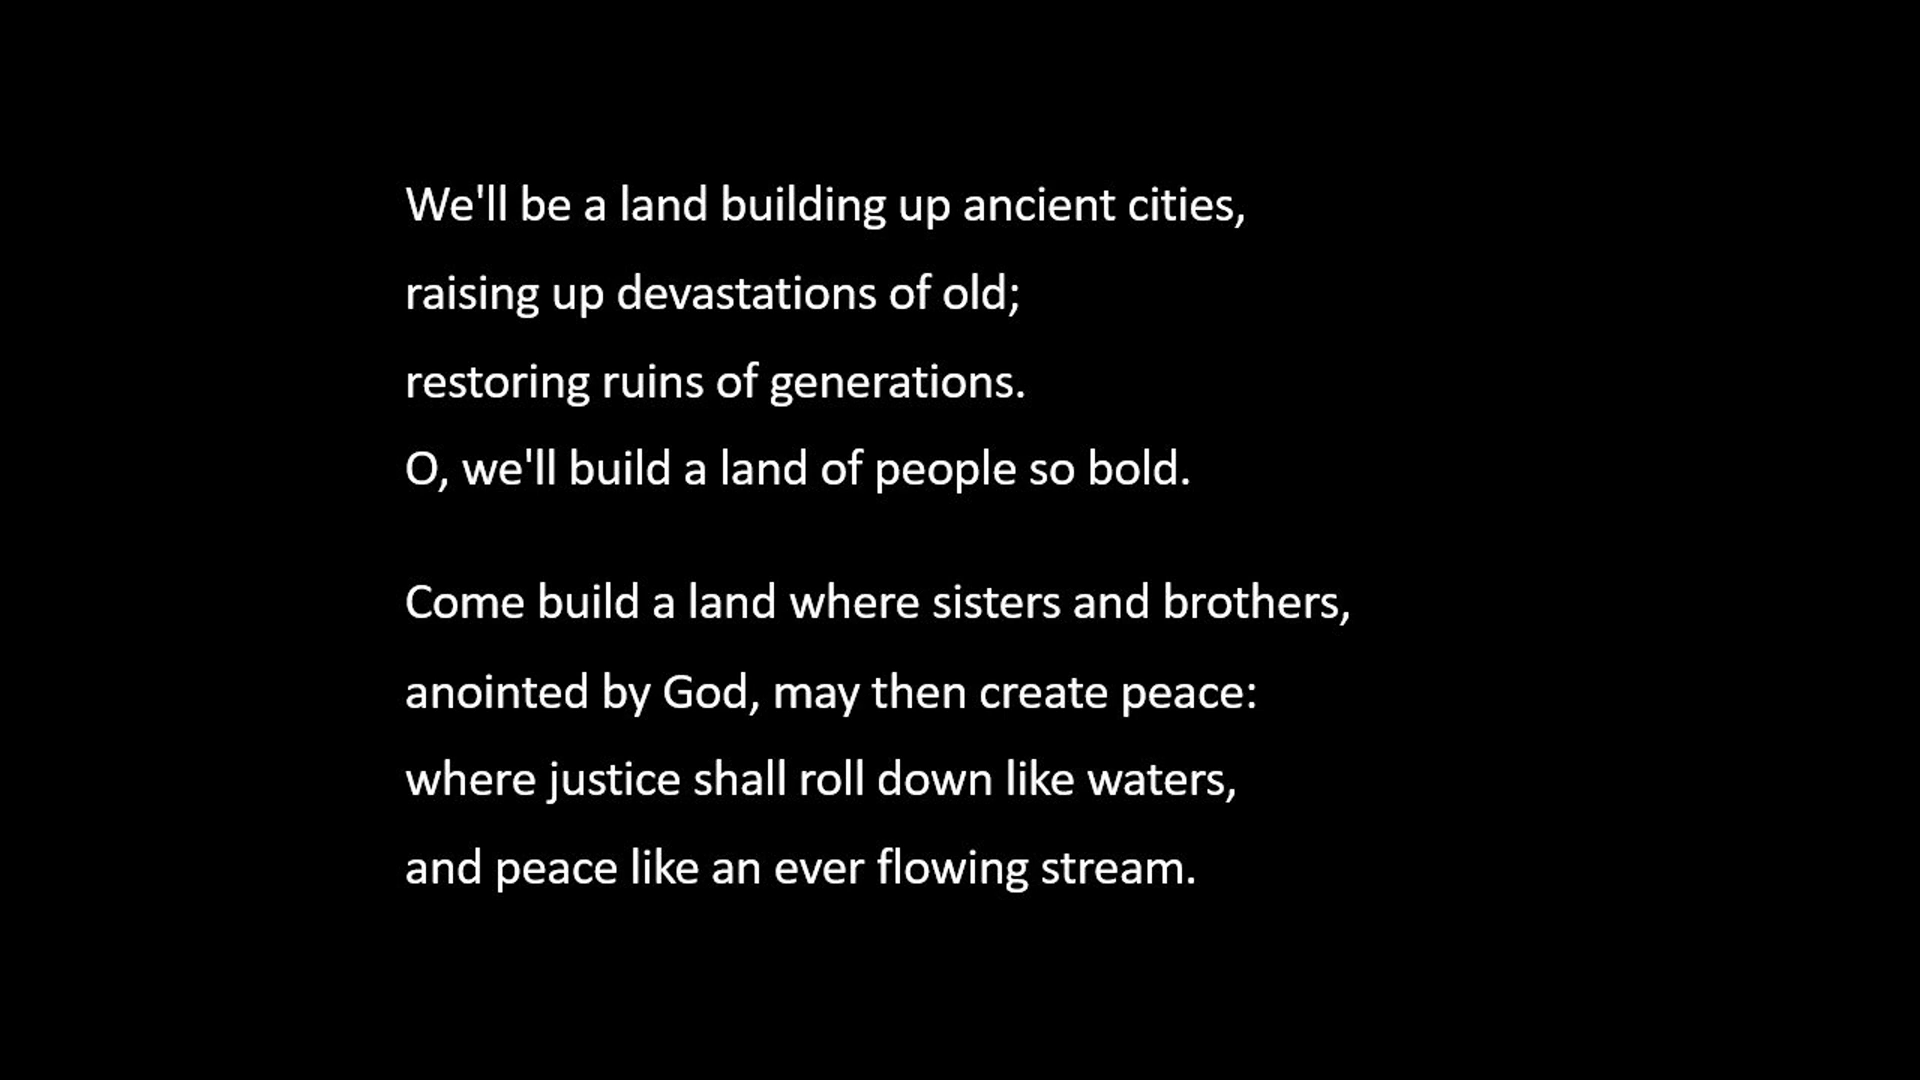 We'll be a land building up ancient cities,
raising up devastations of old;
restoring ruins of generations.
O, we'll build a land of people so bold.
Come build a land where sisters and brothers,
anointed by God, may then create peace:
where justice shall roll down like waters,
and peace like an ever flowing stream.